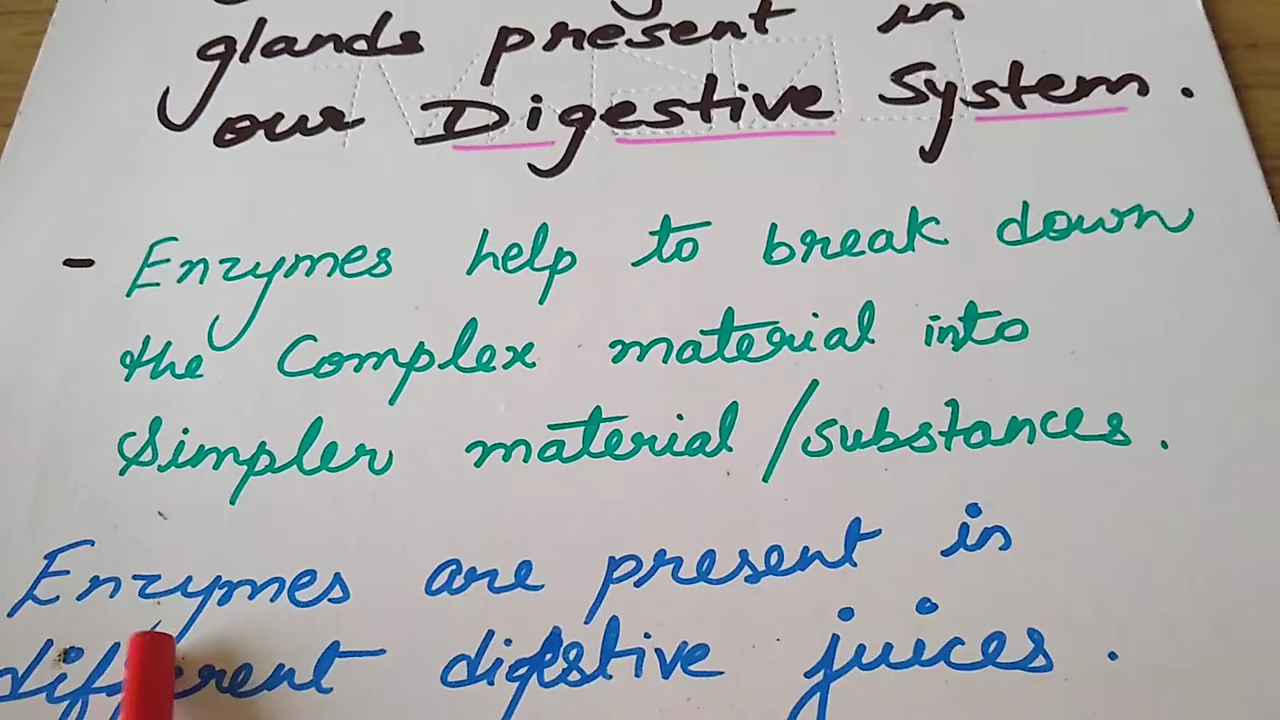 glands present in
our Digestive System.
- Enzymes help to break down
the Complex material into
Simpler material/substances.
Enzymes are present in
different digestive juices.